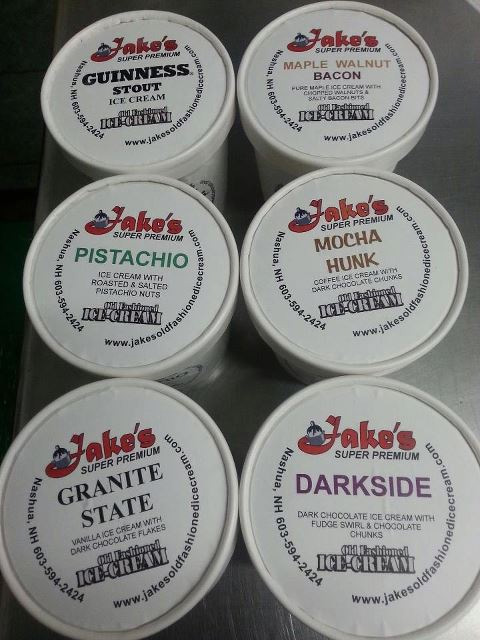 Jake's
SUPER PREMIUM
GUINNESS®
STOUT
ICE CREAM
Old Fashioned
ICE-CREAM
Nashua, NH 603-594-2424
www.jakesoldfashionedicecream.com
Jake's
SUPER PREMIUM
MAPLE WALNUT
BACON
PURE MAPLE ICE CREAM WITH
CHOPPED WALNUTS &
SALTY BACON BITS
Old Fashioned
ICE-CREAM
Nashua, NH 603-594-2424
www.jakesoldfashionedicecream.com
Jake's
SUPER PREMIUM
PISTACHIO
ICE CREAM WITH
ROASTED & SALTED
PISTACHIO NUTS
Old Fashioned
ICE-CREAM
Nashua, NH 603-594-2424
www.jakesoldfashionedicecream.com
Jake's
SUPER PREMIUM
MOCHA
HUNK
COFFEE ICE CREAM WITH
DARK CHOCOLATE CHUNKS
Old Fashioned
ICE-CREAM
Nashua, NH 603-594-2424
www.jakesoldfashionedicecream.com
Jake's
SUPER PREMIUM
GRANITE
STATE
VANILLA ICE CREAM WITH
DARK CHOCOLATE FLAKES
Old Fashioned
ICE-CREAM
Nashua, NH 603-594-2424
www.jakesoldfashionedicecream.com
Jake's
SUPER PREMIUM
DARKSIDE
DARK CHOCOLATE ICE CREAM WITH
FUDGE SWIRL & CHOCOLATE
CHUNKS
Old Fashioned
ICE-CREAM
Nashua, NH 603-594-2424
www.jakesoldfashionedicecream.com